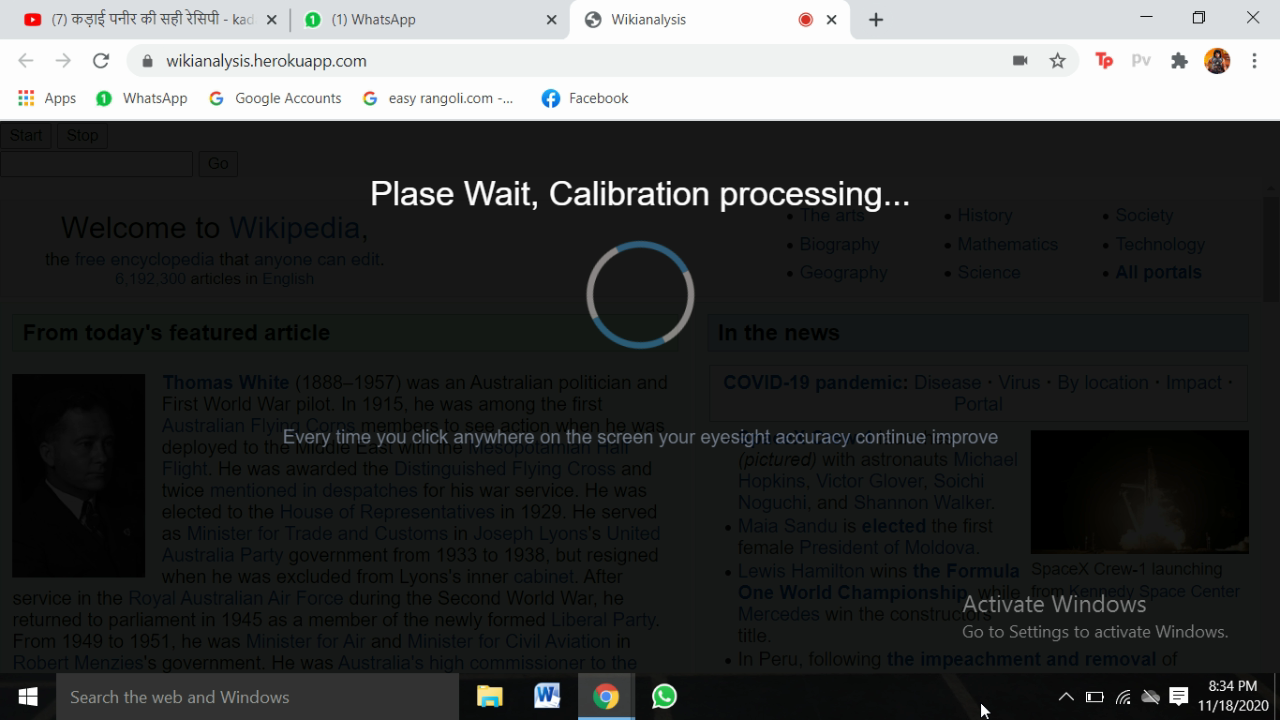 (7) कड़ाई पनीर की सही रेसिपी - kad
(1) WhatsApp
Wikianalysis
wikianalysis.herokuapp.com
Tp
Pv
Apps
WhatsApp
Google Accounts
easy rangoli.com -...
Facebook
Start
Stop
Go
Plase Wait, Calibration processing...
Welcome to Wikipedia,
the free encyclopedia that anyone can edit.
6,192,300 articles in English
• The arts
• History
• Society
• Biography
• Mathematics
• Technology
• Geography
• Science
• All portals
From today's featured article
Thomas White (1888–1957) was an Australian politician and
First World War pilot. In 1915, he was among the first
Australian Flying Corps members to see action when he was
Every time you click anywhere on the screen your eyesight accuracy continue improve
deployed to the Middle East with the Mesopotamian Half
Flight. He was awarded the Distinguished Flying Cross and
twice mentioned in despatches for his war service. He was
elected to the House of Representatives in 1929. He served
as Minister for Trade and Customs in Joseph Lyons's United
Australia Party government from 1933 to 1938, but resigned
when he was excluded from Lyons's inner cabinet. After
service in the Royal Australian Air Force during the Second World War, he
returned to parliament in 1945 as a member of the newly formed Liberal Party.
From 1949 to 1951, he was Minister for Air and Minister for Civil Aviation in
Robert Menzies's government. He was Australia's high commissioner to the
In the news
COVID-19 pandemic: Disease · Virus · By location · Impact ·
Portal
(pictured) with astronauts Michael
Hopkins, Victor Glover, Soichi
Noguchi, and Shannon Walker.
• Maia Sandu is elected the first
female President of Moldova.
• Lewis Hamilton wins the Formula
One World Championship, while
Mercedes win the constructors'
title.
• In Peru, following the impeachment and removal of
SpaceX Crew-1 launching
from Kennedy Space Center
Activate Windows
Go to Settings to activate Windows.
Search the web and Windows
8:34 PM
11/18/2020